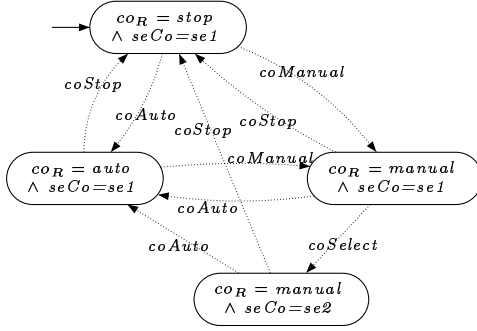 co_R = stop
∧ seCo=se1
coManual
coStop
coAuto
coStop
coStop
co_R = auto
∧ seCo=se1
coManual
co_R = manual
∧ seCo=se1
coAuto
coAuto
coSelect
co_R = manual
∧ seCo=se2